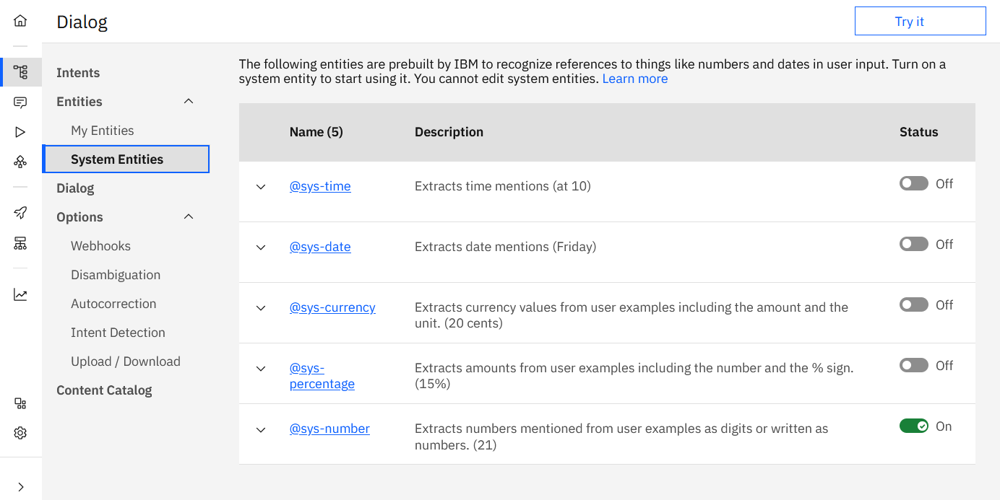 Dialog
Try it
Intents
Entities
My Entities
System Entities
Dialog
Options
Webhooks
Disambiguation
Autocorrection
Intent Detection
Upload / Download
Content Catalog
The following entities are prebuilt by IBM to recognize references to things like numbers and dates in user input. Turn on a
system entity to start using it. You cannot edit system entities. Learn more
Name (5) Description Status
@sys-time Extracts time mentions (at 10) Off
@sys-date Extracts date mentions (Friday) Off
@sys-currency Extracts currency values from user examples including the amount and the Off
unit. (20 cents)
@sys- Extracts amounts from user examples including the number and the % sign. Off
percentage (15%)
@sys-number Extracts numbers mentioned from user examples as digits or written as On
numbers. (21)